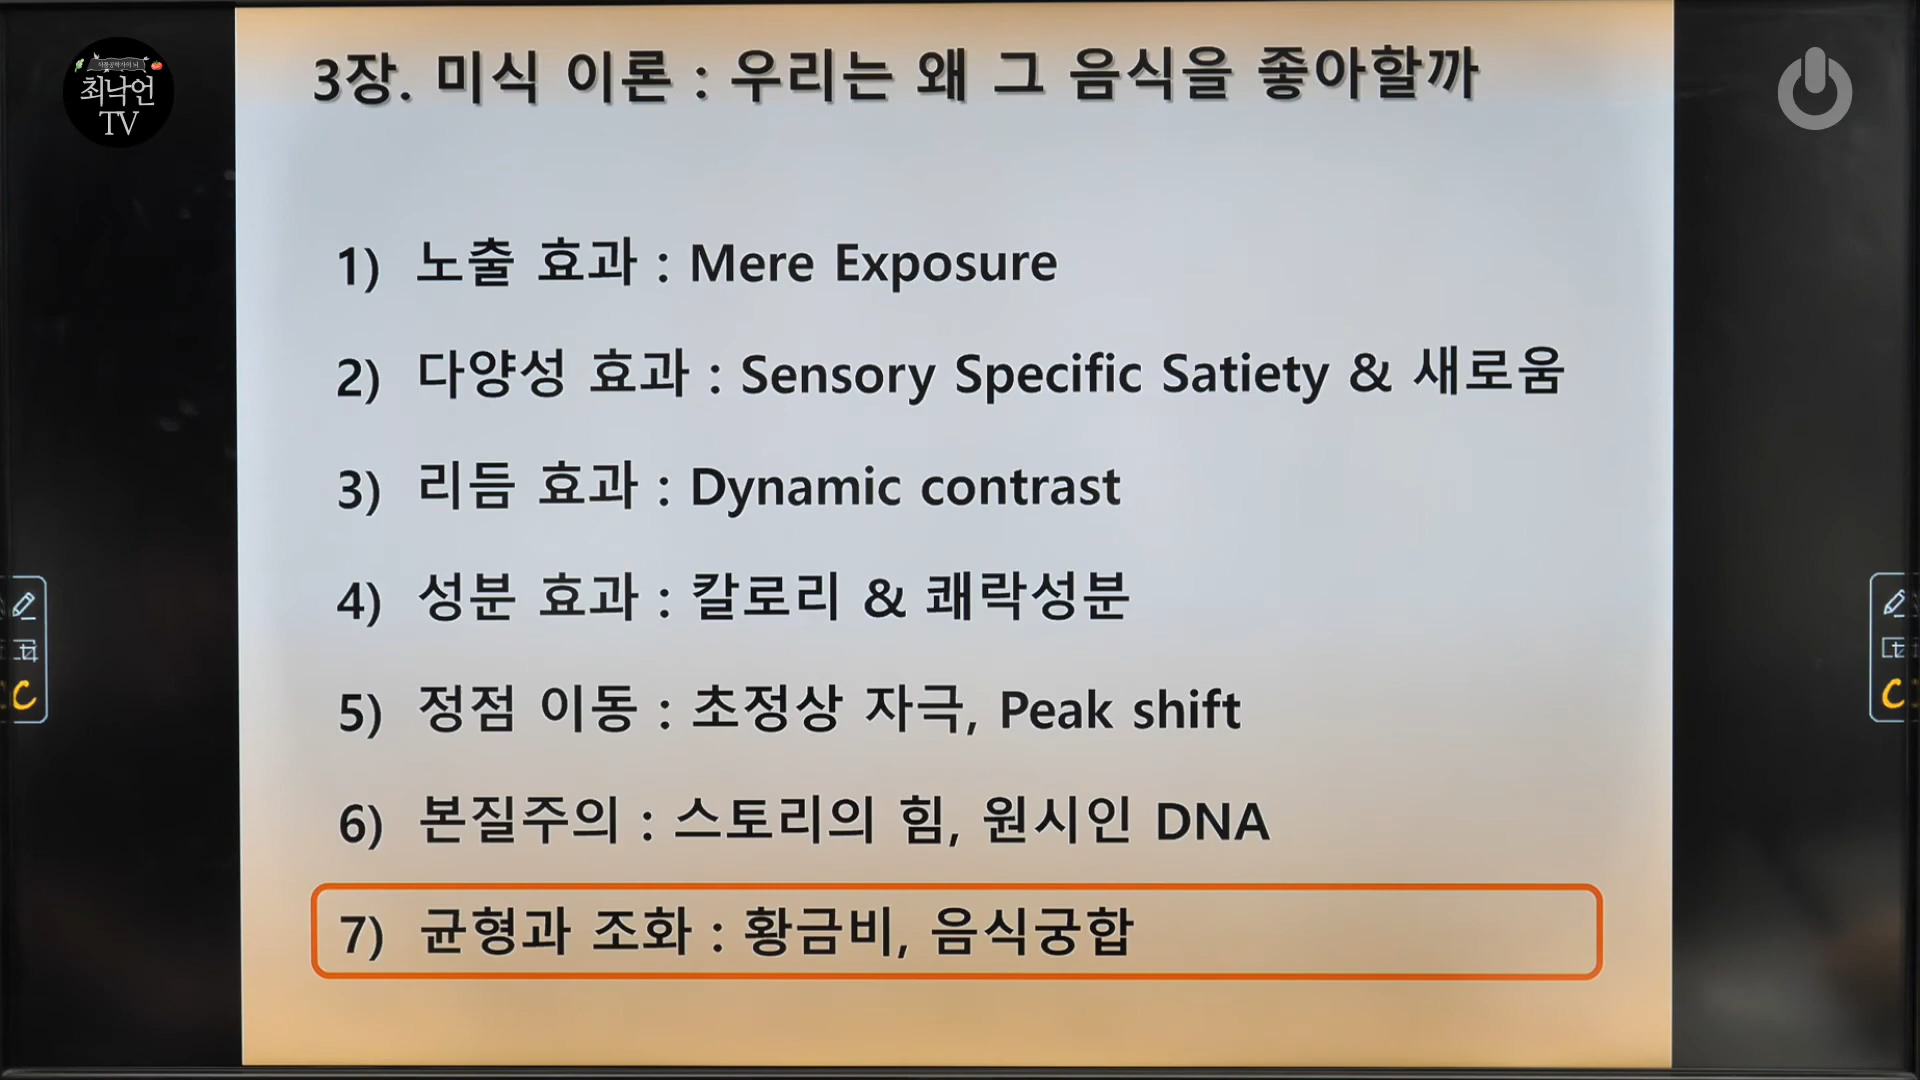 최낙언
TV
3장. 미식 이론 : 우리는 왜 그 음식을 좋아할까
1) 노출 효과 : Mere Exposure
2) 다양성 효과 : Sensory Specific Satiety & 새로움
3) 리듬 효과 : Dynamic contrast
4) 성분 효과 : 칼로리 & 쾌락성분
5) 정점 이동 : 초정상 자극, Peak shift
6) 본질주의 : 스토리의 힘, 원시인 DNA
7) 균형과 조화 : 황금비, 음식궁합